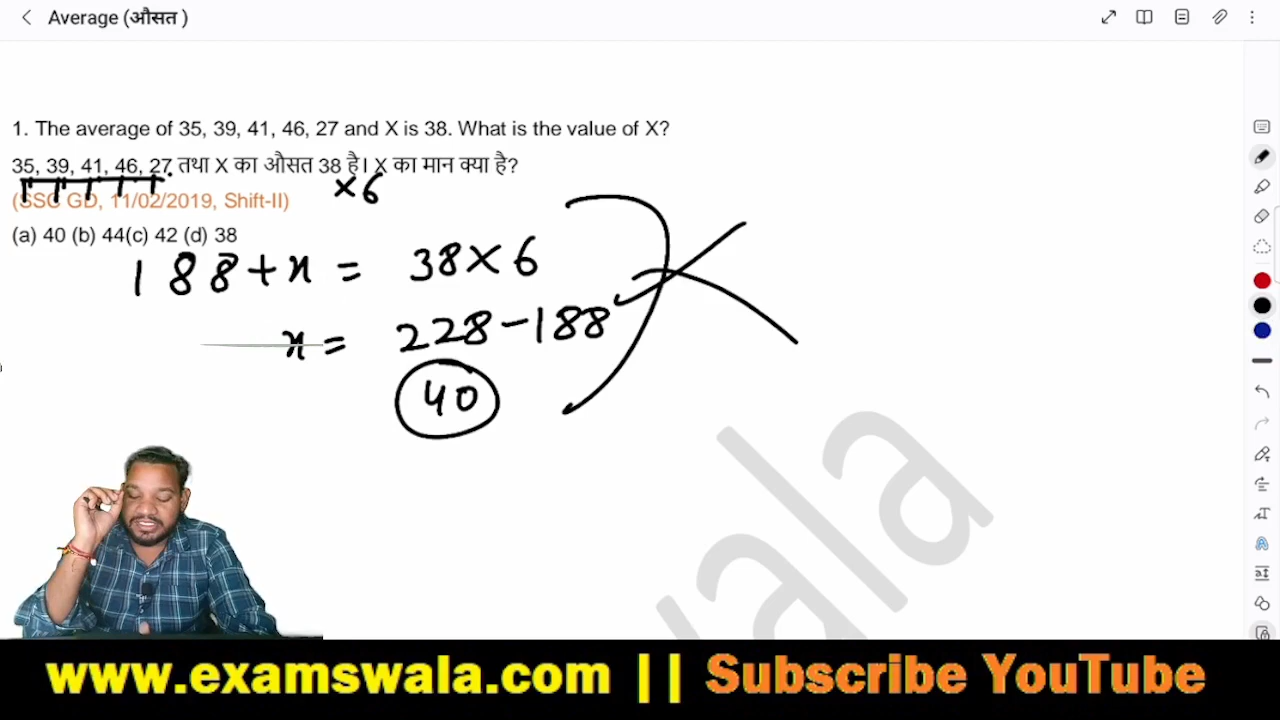 Average (औसत )
1. The average of 35, 39, 41, 46, 27 and X is 38. What is the value of X?
35, 39, 41, 46, 27 तथा X का औसत 38 है। X का मान क्या है?
×6
(SSC GD, 11/02/2019, Shift-II)
(a) 40 (b) 44(c) 42 (d) 38
188+x = 38×6
x = 228-188
40
wala
www.examswala.com || Subscribe YouTube